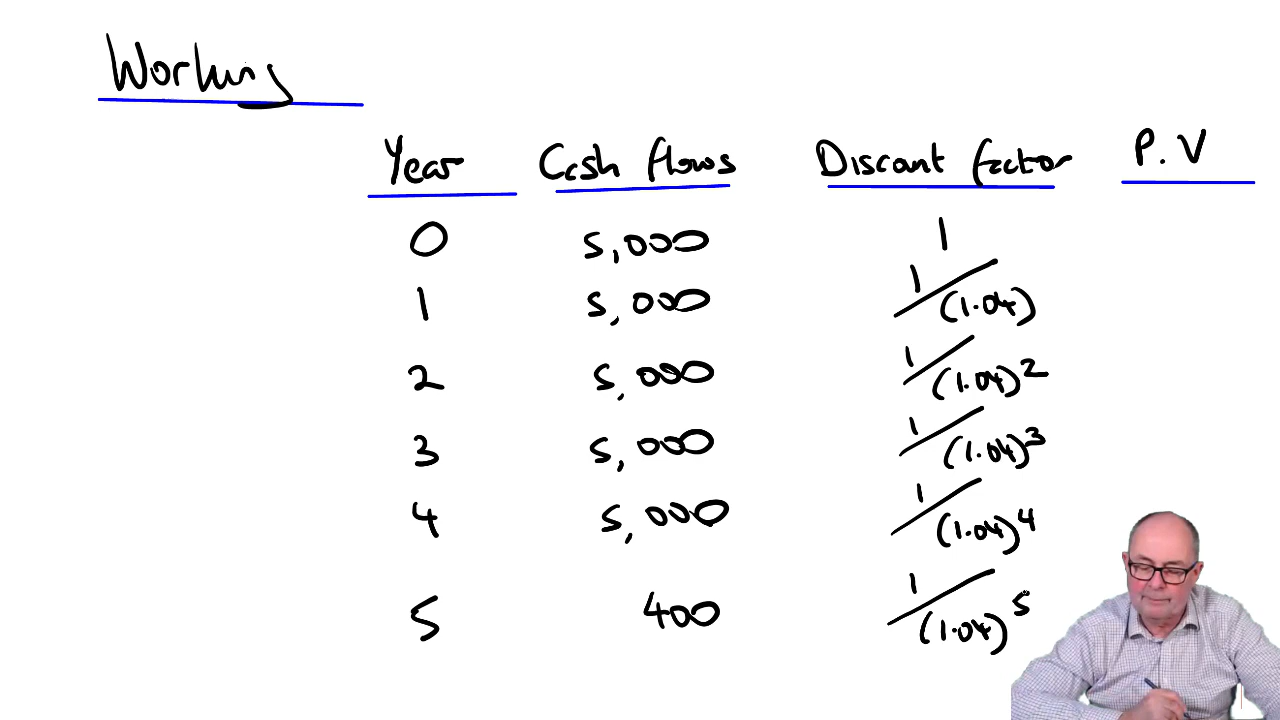 Working
Year Cash flows Discount factor P.V
0 5,000 1
1 5,000 1/(1.04)
2 5,000 1/(1.04)²
3 5,000 1/(1.04)³
4 5,000 1/(1.04)⁴
5 400 1/(1.04)⁵